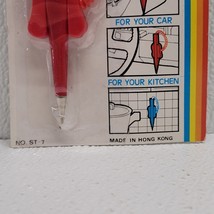 FOR YOUR CAR
FOR YOUR KITCHEN
NO. ST-1
MADE IN HONG KONG